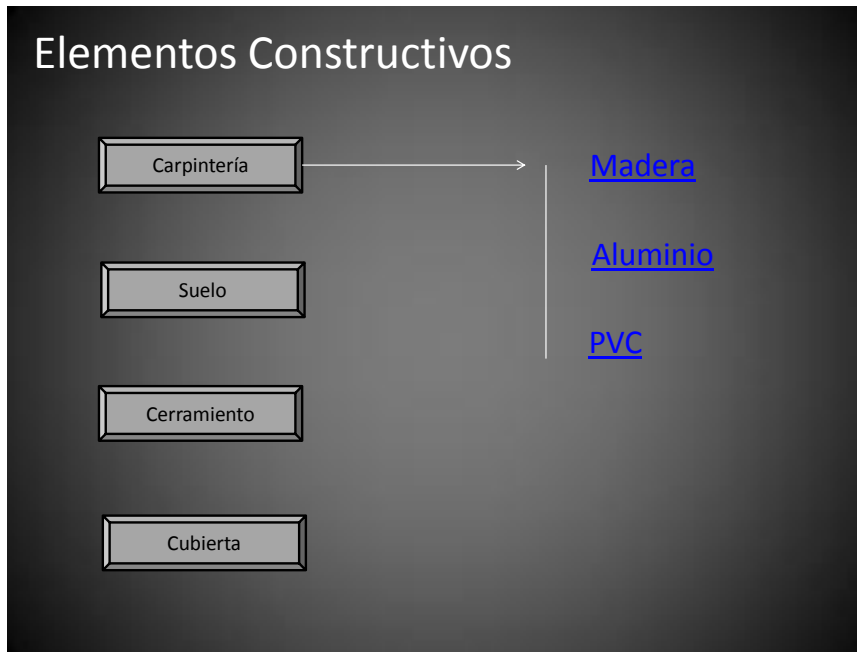 Elementos Constructivos
Carpintería
Madera
Aluminio
Suelo
PVC
Cerramiento
Cubierta